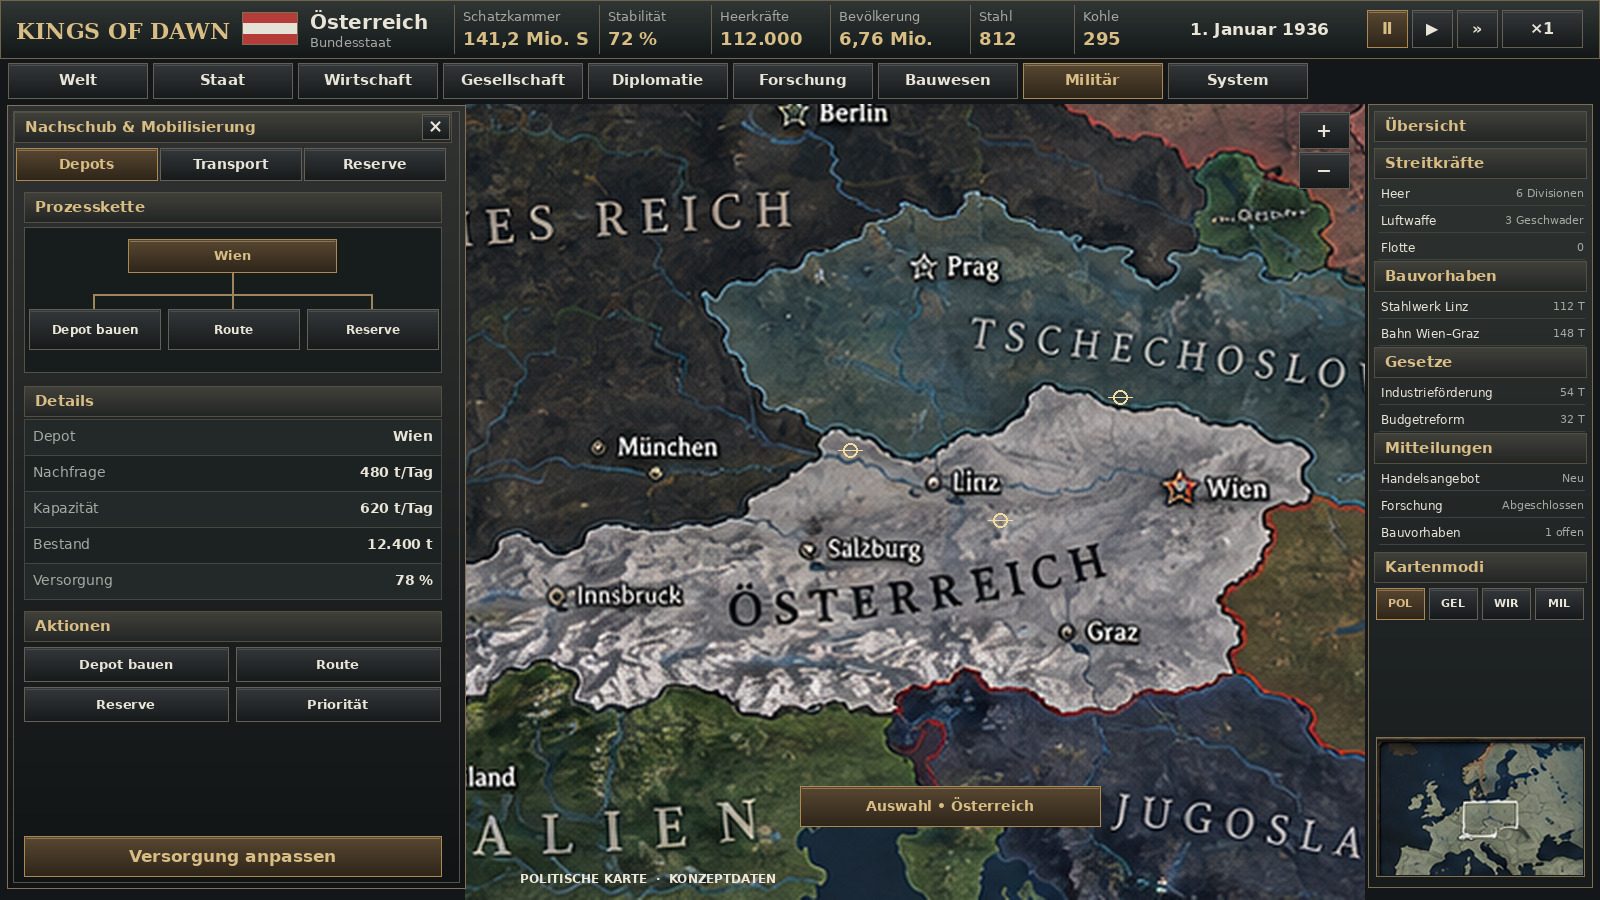 KINGS OF DAWN
Österreich
Bundesstaat
Schatzkammer
141,2 Mio. S
Stabilität
72 %
Heerkräfte
112.000
Bevölkerung
6,76 Mio.
Stahl
812
Kohle
295
1. Januar 1936
II ▶ » ×1
Welt
Staat
Wirtschaft
Gesellschaft
Diplomatie
Forschung
Bauwesen
Militär
System
Nachschub & Mobilisierung ×
Depots Transport Reserve
Prozesskette
Wien
Depot bauen Route Reserve
Details
Depot Wien
Nachfrage 480 t/Tag
Kapazität 620 t/Tag
Bestand 12.400 t
Versorgung 78 %
Aktionen
Depot bauen Route
Reserve Priorität
Versorgung anpassen
Berlin
IES REICH
Prag
TSCHECHOSLOV
München
Linz
Wien
Salzburg
ÖSTERREICH
Innsbruck
Graz
land
ALIEN
JUGOSLA
Auswahl • Österreich
POLITISCHE KARTE · KONZEPTDATEN
+
−
Übersicht
Streitkräfte
Heer 6 Divisionen
Luftwaffe 3 Geschwader
Flotte 0
Bauvorhaben
Stahlwerk Linz 112 T
Bahn Wien–Graz 148 T
Gesetze
Industrieförderung 54 T
Budgetreform 32 T
Mitteilungen
Handelsangebot Neu
Forschung Abgeschlossen
Bauvorhaben 1 offen
Kartenmodi
POL GEL WIR MIL